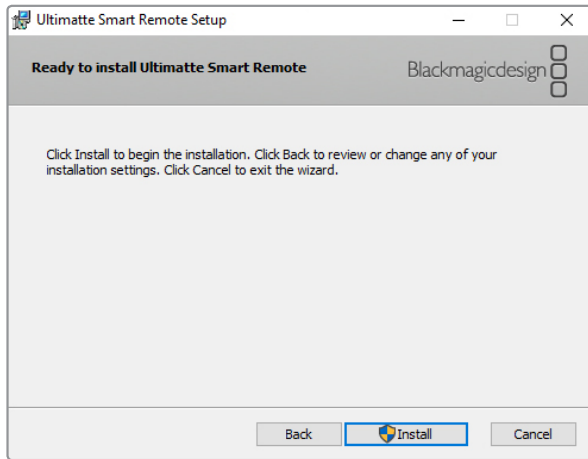 Ultimatte Smart Remote Setup
Ready to install Ultimatte Smart Remote
Blackmagicdesign
Click Install to begin the installation. Click Back to review or change any of your
installation settings. Click Cancel to exit the wizard.
Back
Install
Cancel